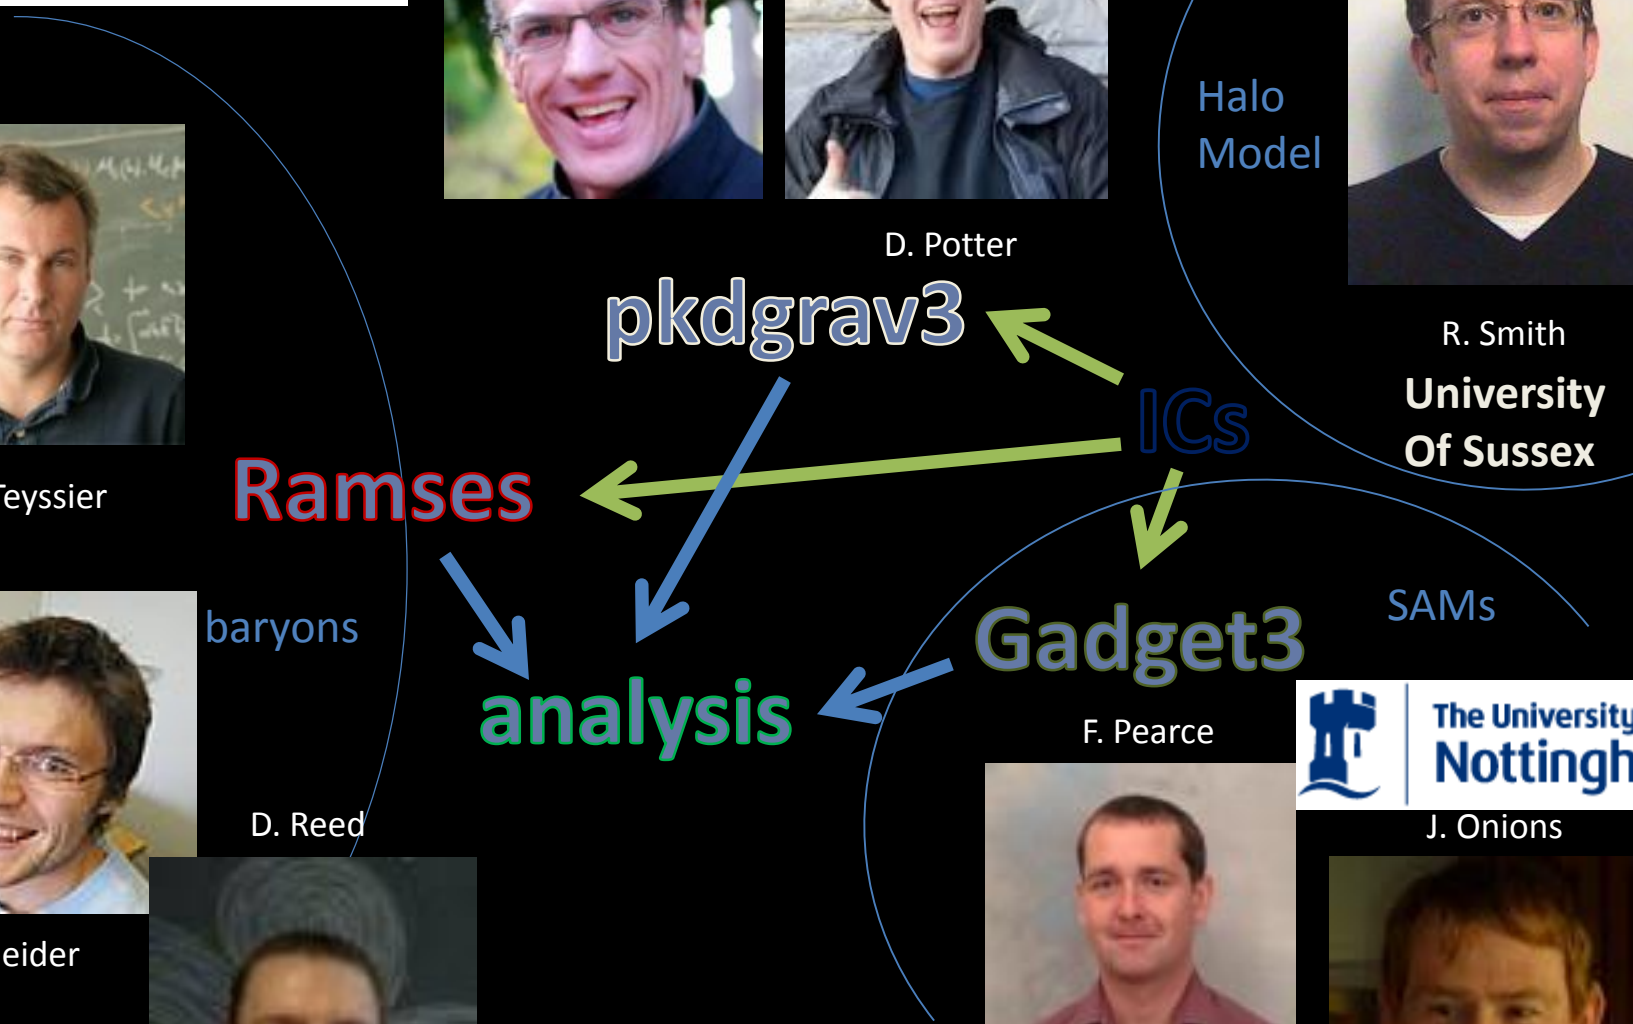 Halo
Model
D. Potter
pkdgrav3
R. Smith
University
Of Sussex
ICs
Ramses
Teyssier
SAMs
baryons
Gadget3
analysis
The University
Nottingh
F. Pearce
D. Reed
J. Onions
eider